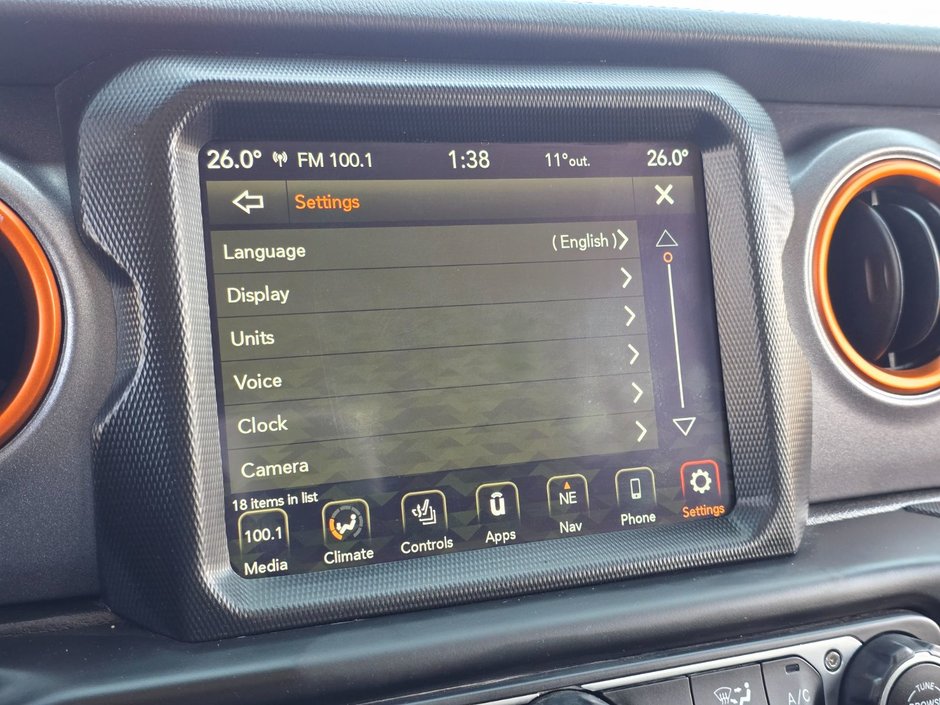 26.0° FM 100.1 1:38 11°out. 26.0°
Settings
Language (English)
Display
Units
Voice
Clock
Camera
18 items in list
100.1 NE
Media Climate Controls Apps Nav Phone Settings
A/C TUNE
BROWSE